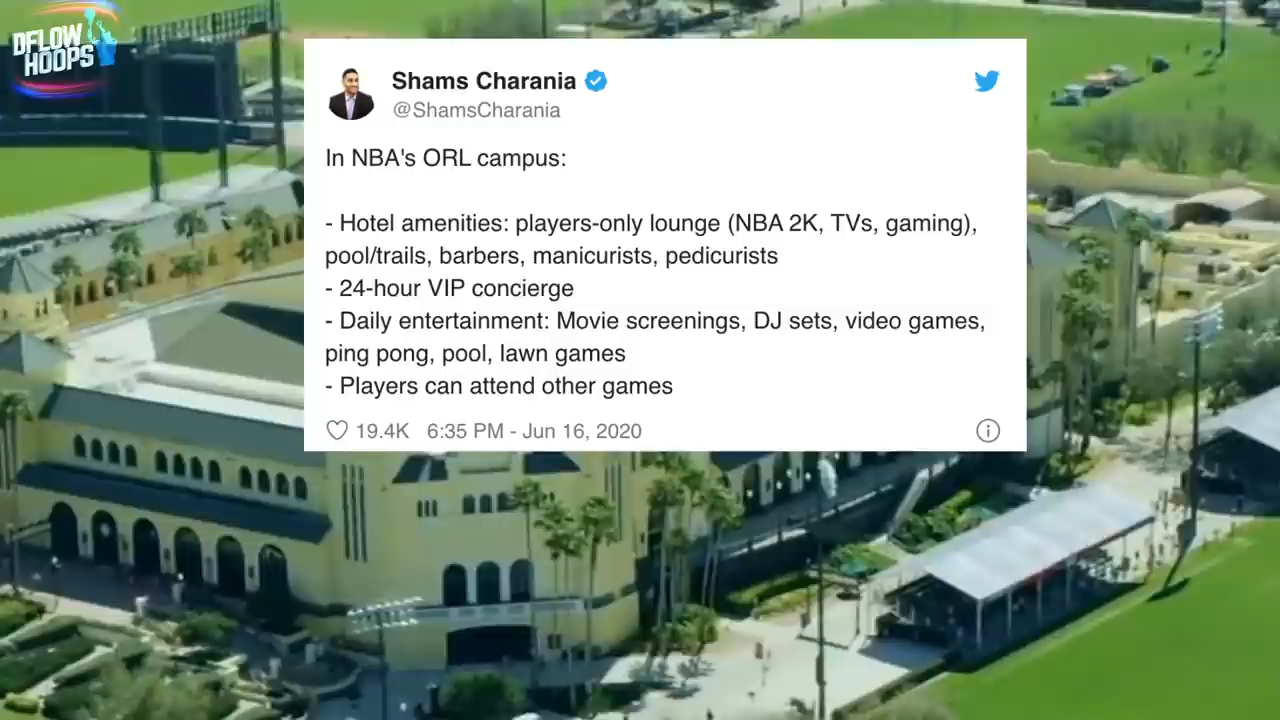 DFLOW
HOOPS
Shams Charania
@ShamsCharania
In NBA's ORL campus:
- Hotel amenities: players-only lounge (NBA 2K, TVs, gaming),
pool/trails, barbers, manicurists, pedicurists
- 24-hour VIP concierge
- Daily entertainment: Movie screenings, DJ sets, video games,
ping pong, pool, lawn games
- Players can attend other games
19.4K 6:35 PM - Jun 16, 2020